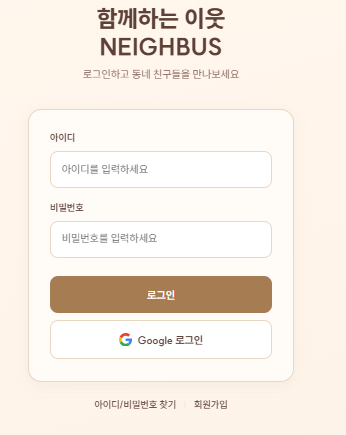 함께하는 이웃
NEIGHBUS
로그인하고 동네 친구들을 만나보세요
아이디
아이디를 입력하세요
비밀번호
비밀번호를 입력하세요
로그인
Google 로그인
아이디/비밀번호 찾기 | 회원가입